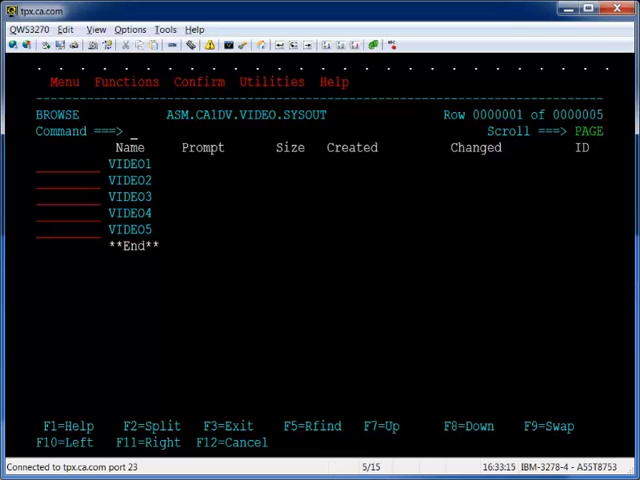 tpx.ca.com
QWS3270 Edit View Options Tools Help
Menu Functions Confirm Utilities Help
BROWSE ASM.CA1DV.VIDEO.SYSOUT Row 0000001 of 0000005
Command ===> _ Scroll ===> PAGE
Name Prompt Size Created Changed ID
VIDEO1
VIDEO2
VIDEO3
VIDEO4
VIDEO5
**End**
F1=Help F2=Split F3=Exit F5=Rfind F7=Up F8=Down F9=Swap
F10=Left F11=Right F12=Cancel
Connected to tpx.ca.com port 23 5/15 16:33:15 IBM-3278-4 - A55T8753